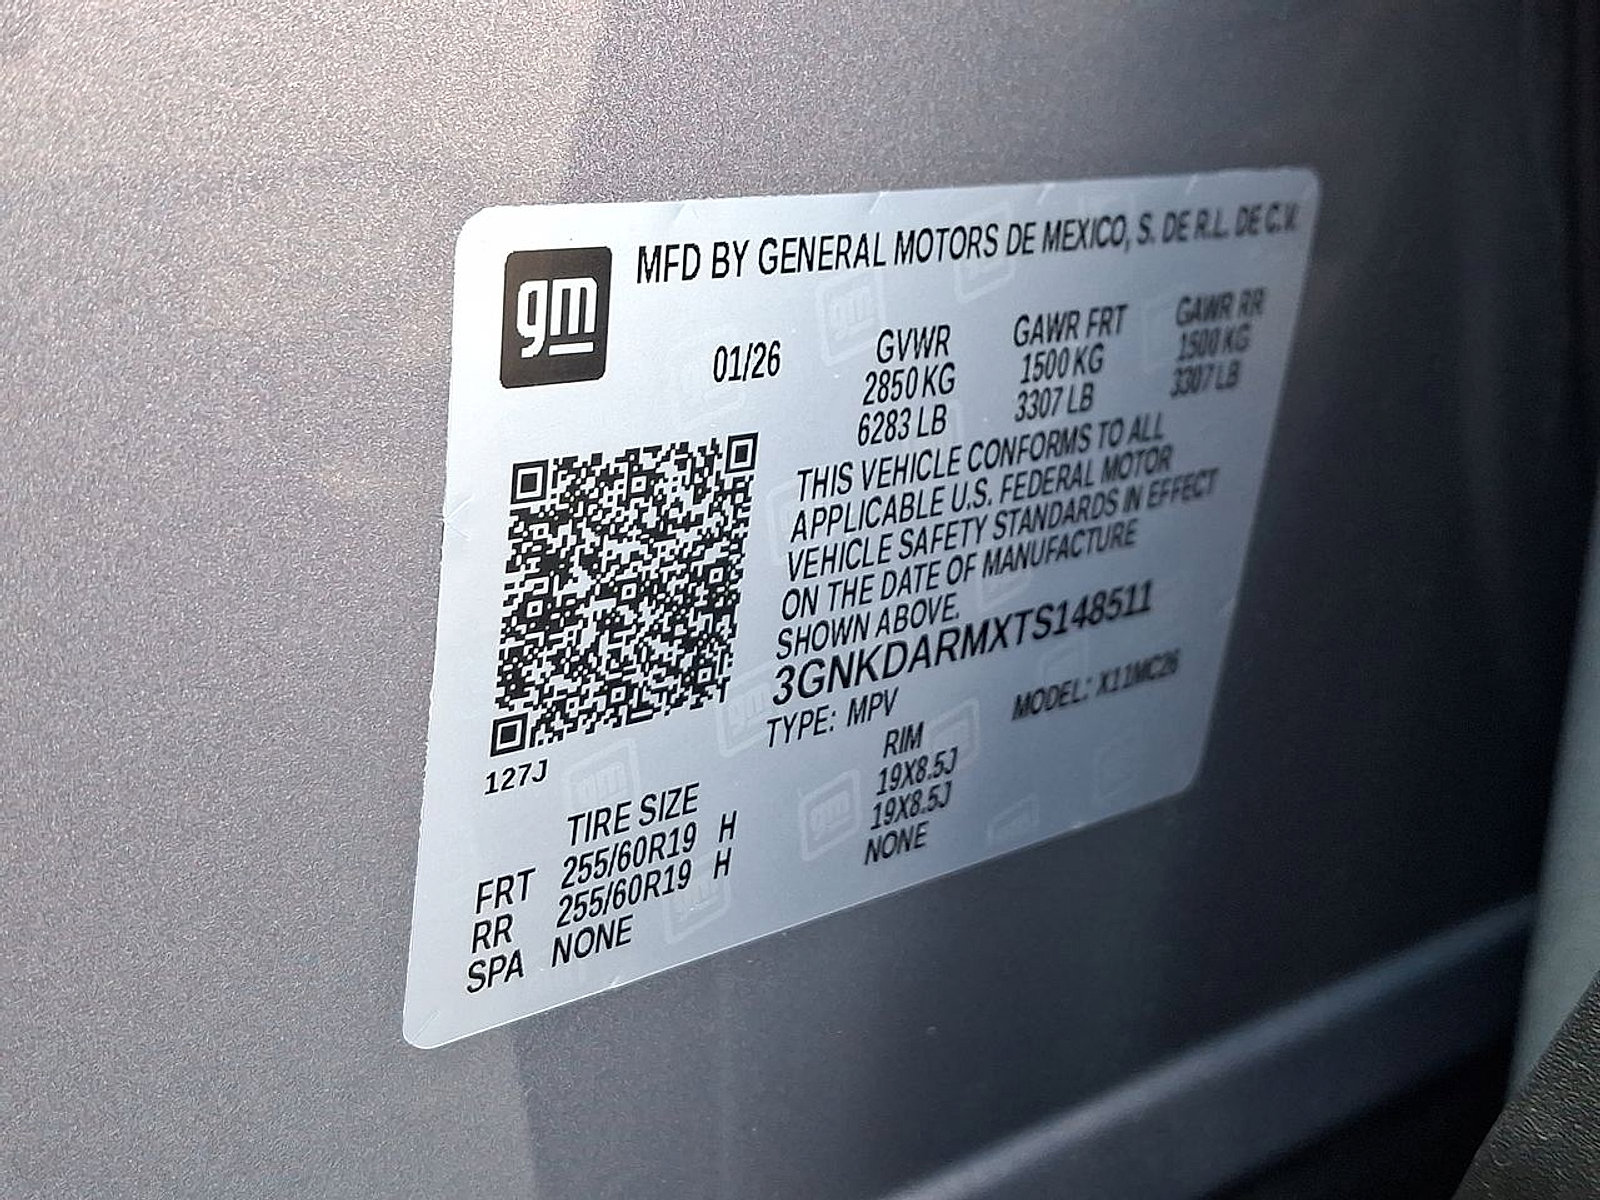 gm
MFD BY GENERAL MOTORS DE MEXICO, S. DE R.L. DE C.V.
01/26
GVWR GAWR FRT GAWR RR
2850 KG 1500 KG 1500 KG
6283 LB 3307 LB 3307 LB
THIS VEHICLE CONFORMS TO ALL
APPLICABLE U.S. FEDERAL MOTOR
VEHICLE SAFETY STANDARDS IN EFFECT
ON THE DATE OF MANUFACTURE
SHOWN ABOVE.
3GNKDARMXTS148511
TYPE: MPV MODEL: X11MC26
127J
TIRE SIZE RIM
FRT 255/60R19 H 19X8.5J
RR 255/60R19 H 19X8.5J
SPA NONE NONE